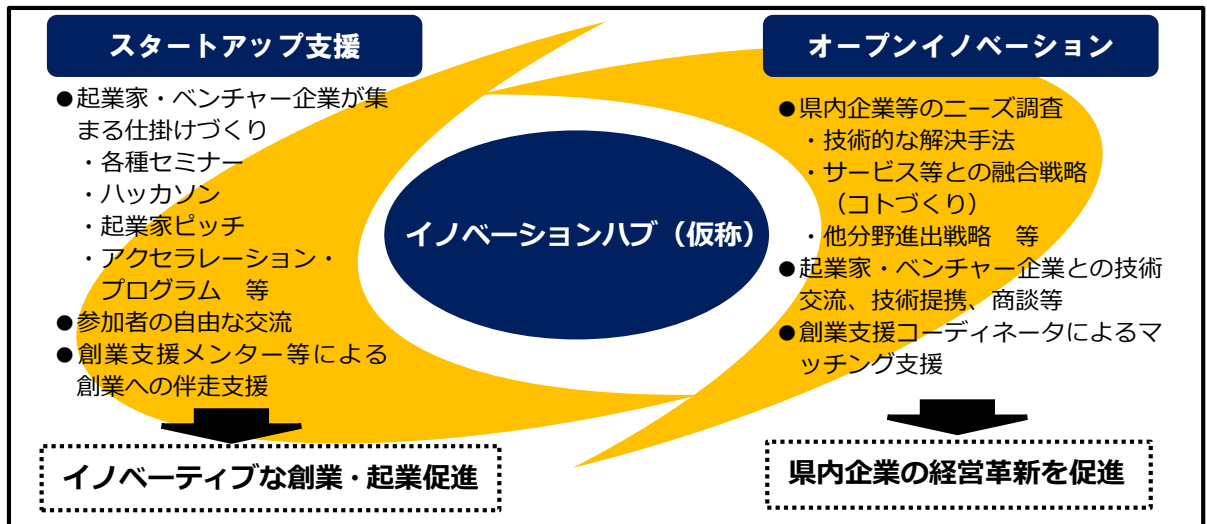 スタートアップ支援
●起業家・ベンチャー企業が集
まる仕掛けづくり
・各種セミナー
・ハッカソン
・起業家ピッチ
・アクセラレーション・
プログラム　等
●参加者の自由な交流
●創業支援メンター等による
創業への伴走支援
イノベーティブな創業・起業促進
イノベーションハブ（仮称）
オープンイノベーション
●県内企業等のニーズ調査
・技術的な解決手法
・サービス等との融合戦略
（コトづくり）
・他分野進出戦略　等
●起業家・ベンチャー企業との技術
交流、技術提携、商談等
●創業支援コーディネータによるマ
ッチング支援
県内企業の経営革新を促進